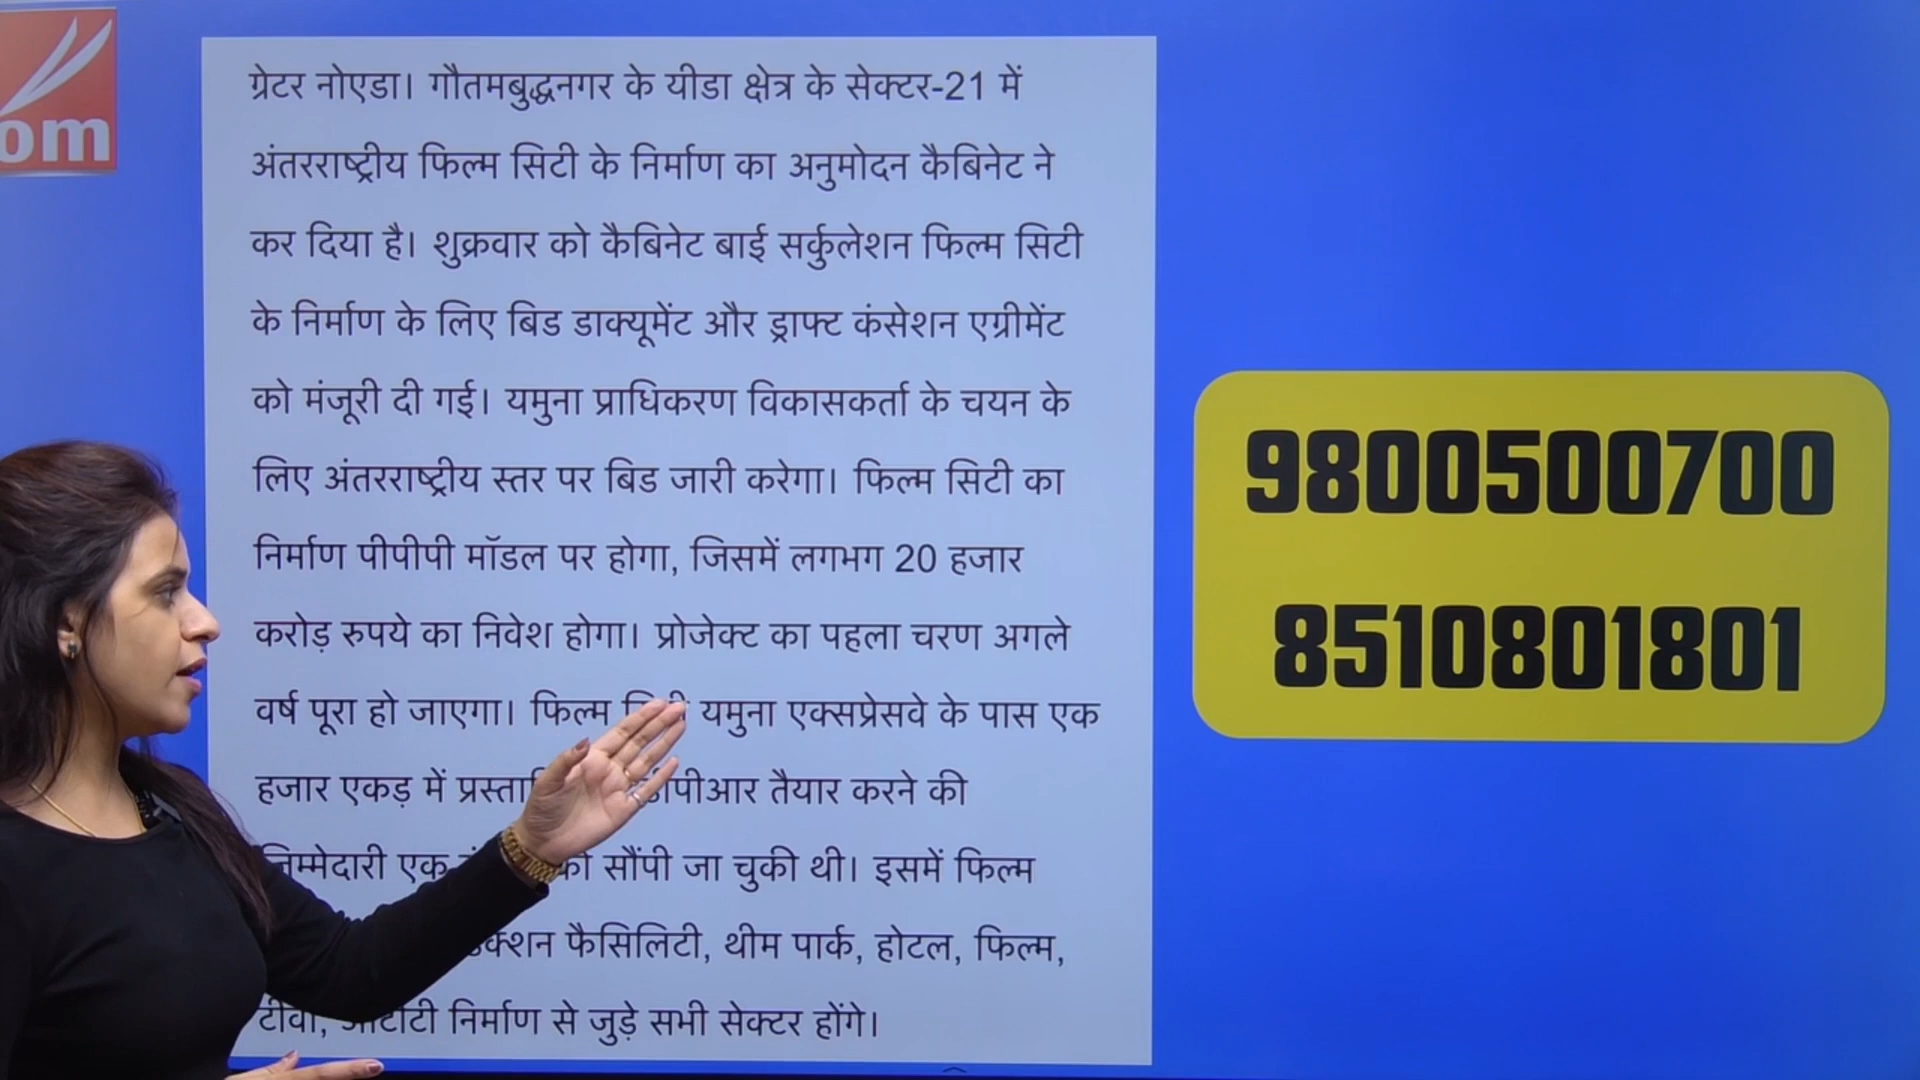 om
ग्रेटर नोएडा। गौतमबुद्धनगर के यीडा क्षेत्र के सेक्टर-21 में
अंतरराष्ट्रीय फिल्म सिटी के निर्माण का अनुमोदन कैबिनेट ने
कर दिया है। शुक्रवार को कैबिनेट बाई सर्कुलेशन फिल्म सिटी
के निर्माण के लिए बिड डाक्यूमेंट और ड्राफ्ट कंसेशन एग्रीमेंट
को मंजूरी दी गई। यमुना प्राधिकरण विकासकर्ता के चयन के
लिए अंतरराष्ट्रीय स्तर पर बिड जारी करेगा। फिल्म सिटी का
निर्माण पीपीपी मॉडल पर होगा, जिसमें लगभग 20 हजार
करोड़ रुपये का निवेश होगा। प्रोजेक्ट का पहला चरण अगले
वर्ष पूरा हो जाएगा। फिल्म यमुना एक्सप्रेसवे के पास एक
हजार एकड़ में तैयार करने की
जिम्मेदारी एक को सौंपी जा चुकी थी। इसमें फिल्म
फैसिलिटी, थीम पार्क, होटल, फिल्म,
निर्माण से जुड़े सभी सेक्टर होंगे।
9800500700
8510801801